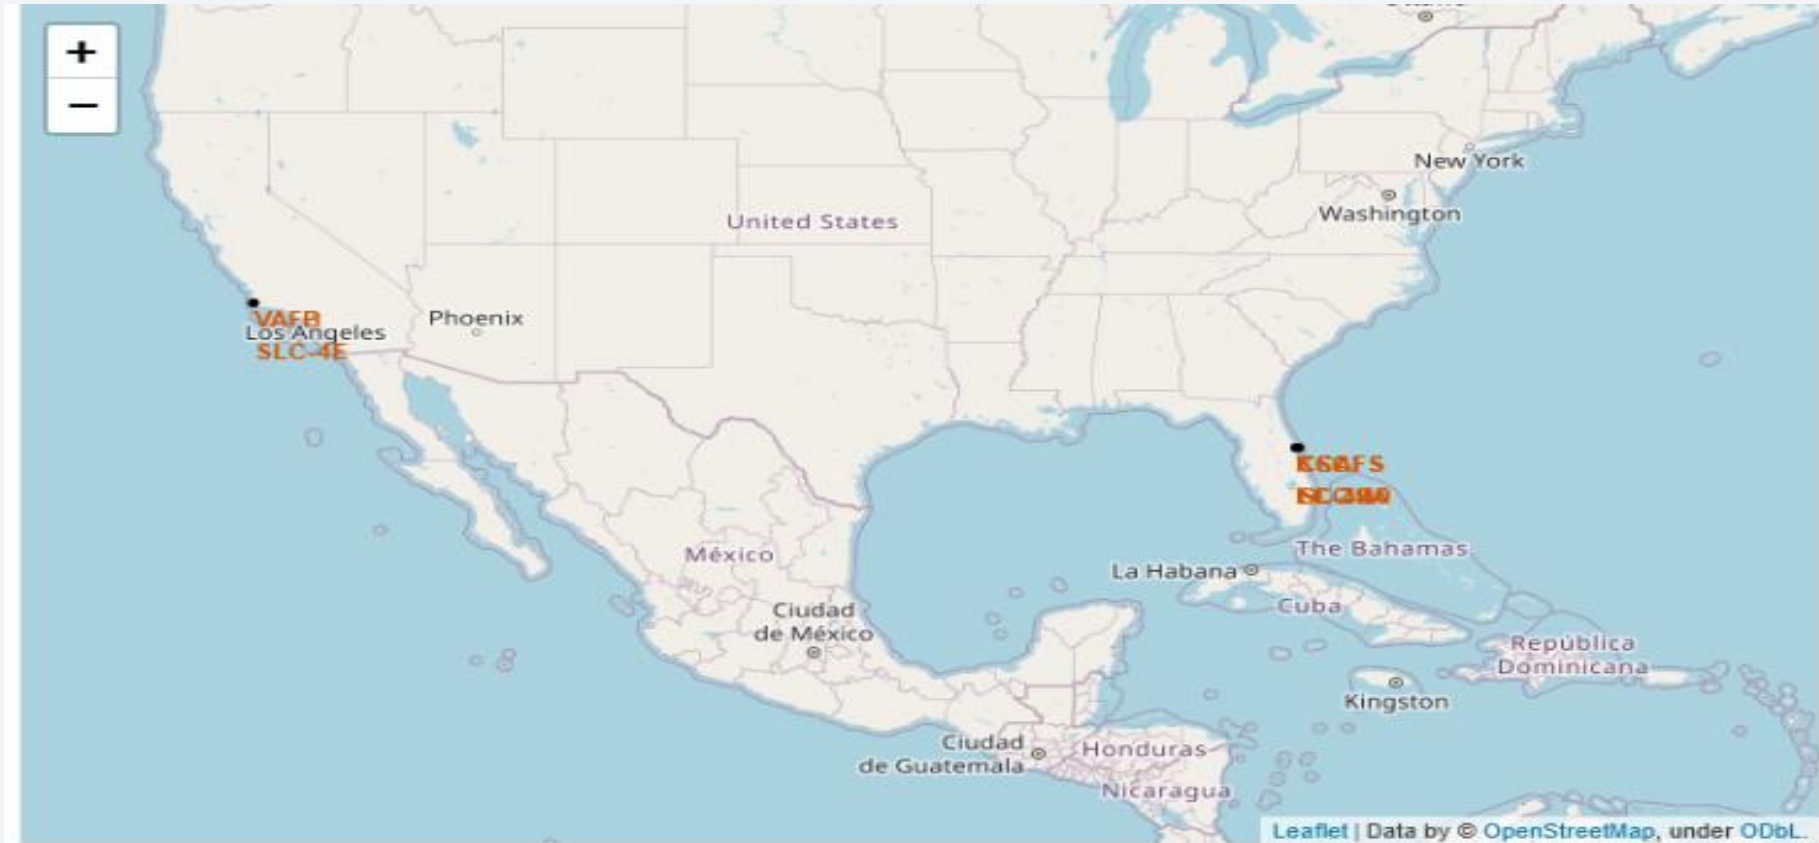 +
−
New York
Washington
United States
VAFB
Los Angeles
SLC-4E
Phoenix
México
Ciudad
de México
The Bahamas
La Habana
Cuba
República
Dominicana
Kingston
Ciudad
de Guatemala
Honduras
Nicaragua
Leaflet | Data by © OpenStreetMap, under ODbL.